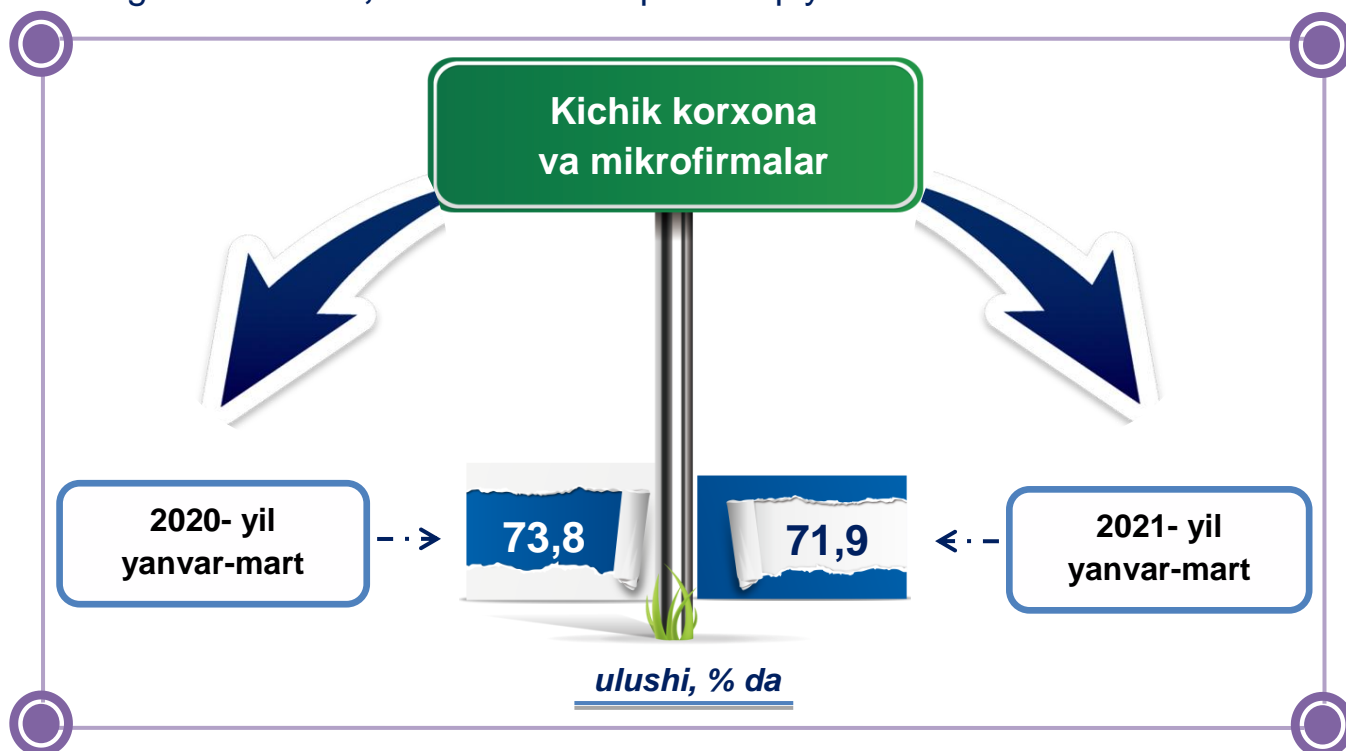 Kichik korxona
va mikrofirmalar
2020- yil
yanvar-mart
73,8
71,9
2021- yil
yanvar-mart
ulushi, % da